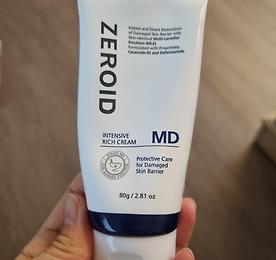 ZEROID
Instant and Direct Restoration
of Damaged Skin Barrier with
Skin-identical Multi-Lamellar
Emulsion (MLE)
Formulated with Proprietary
Ceramide-9S and Defensamide
INTENSIVE
RICH CREAM
MD
Protective Care
for Damaged
Skin Barrier
80g / 2.81 oz